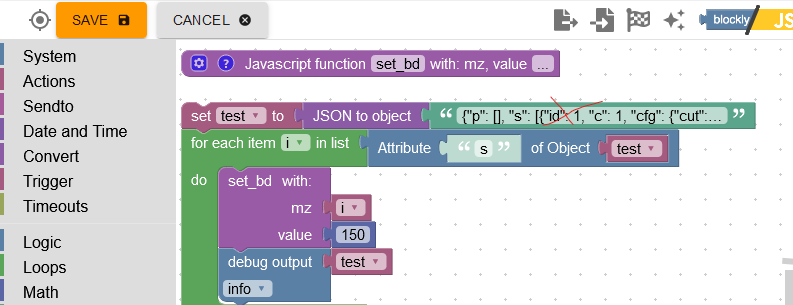 SAVE CANCEL blockly JS
System
Actions
Sendto
Date and Time
Convert
Trigger
Timeouts
Logic
Loops
Math
? Javascript function set_bd with: mz, value ...
set test to JSON to object “ {"p": [], "s": [{"id": 1, "c": 1, "cfg": {"cut":... ”
for each item i in list Attribute “ s ” of Object test
do set_bd with:
mz i
value 150
debug output test
info